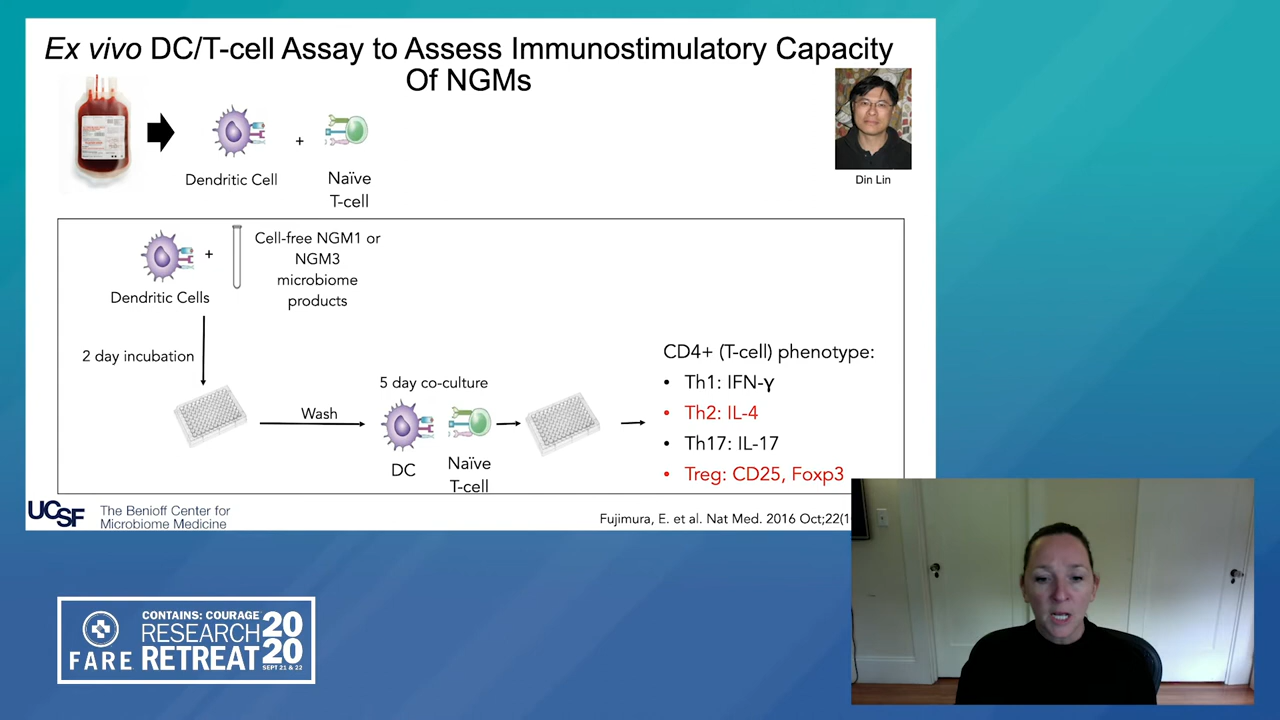 Ex vivo DC/T-cell Assay to Assess Immunostimulatory Capacity
Of NGMs
Dendritic Cell
+
Naïve
T-cell
Din Lin
Dendritic Cells
+
Cell-free NGM1 or
NGM3
microbiome
products
2 day incubation
Wash
5 day co-culture
DC
Naïve
T-cell
CD4+ (T-cell) phenotype:
• Th1: IFN-γ
• Th2: IL-4
• Th17: IL-17
• Treg: CD25, Foxp3
UCSF
The Benioff Center for
Microbiome Medicine
Fujimura, E. et al. Nat Med. 2016 Oct;22(1
FARE
CONTAINS: COURAGE
RESEARCH
RETREAT
20
20
SEPT 21 & 22